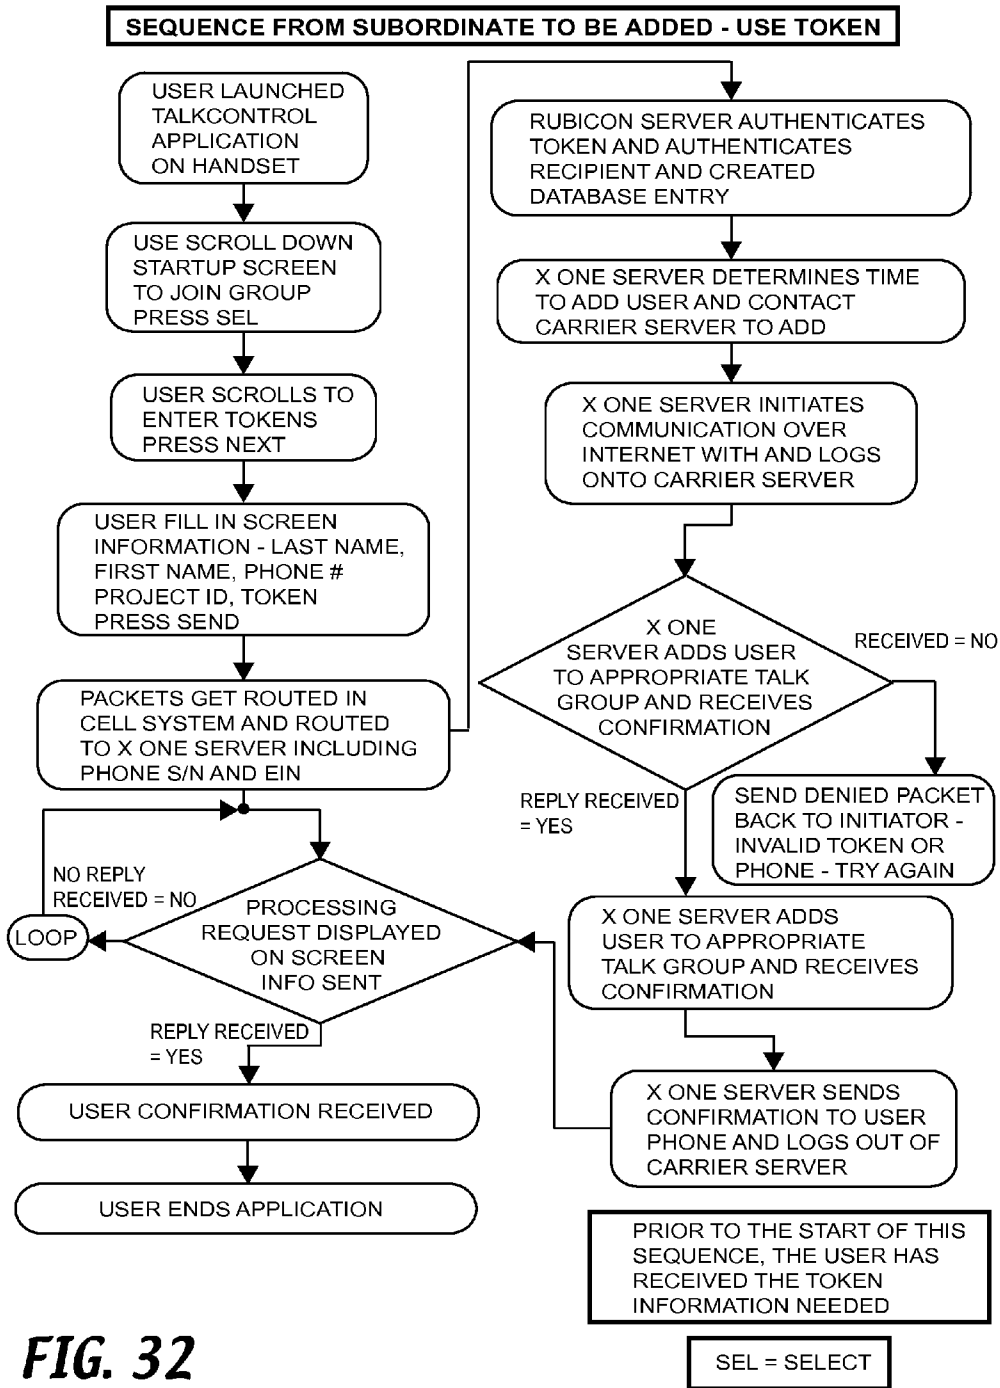 SEQUENCE FROM SUBORDINATE TO BE ADDED - USE TOKEN
USER LAUNCHED
TALKCONTROL
APPLICATION
ON HANDSET
USE SCROLL DOWN
STARTUP SCREEN
TO JOIN GROUP
PRESS SEL
USER SCROLLS TO
ENTER TOKENS
PRESS NEXT
USER FILL IN SCREEN
INFORMATION - LAST NAME,
FIRST NAME, PHONE #
PROJECT ID, TOKEN
PRESS SEND
PACKETS GET ROUTED IN
CELL SYSTEM AND ROUTED
TO X ONE SERVER INCLUDING
PHONE S/N AND EIN
NO REPLY
RECEIVED = NO
LOOP
PROCESSING
REQUEST DISPLAYED
ON SCREEN
INFO SENT
REPLY RECEIVED
= YES
USER CONFIRMATION RECEIVED
USER ENDS APPLICATION
RUBICON SERVER AUTHENTICATES
TOKEN AND AUTHENTICATES
RECIPIENT AND CREATED
DATABASE ENTRY
X ONE SERVER DETERMINES TIME
TO ADD USER AND CONTACT
CARRIER SERVER TO ADD
X ONE SERVER INITIATES
COMMUNICATION OVER
INTERNET WITH AND LOGS
ONTO CARRIER SERVER
X ONE
SERVER ADDS USER
TO APPROPRIATE TALK
GROUP AND RECEIVES
CONFIRMATION
RECEIVED = NO
REPLY RECEIVED
= YES
SEND DENIED PACKET
BACK TO INITIATOR -
INVALID TOKEN OR
PHONE - TRY AGAIN
X ONE SERVER ADDS
USER TO APPROPRIATE
TALK GROUP AND RECEIVES
CONFIRMATION
X ONE SERVER SENDS
CONFIRMATION TO USER
PHONE AND LOGS OUT OF
CARRIER SERVER
PRIOR TO THE START OF THIS
SEQUENCE, THE USER HAS
RECEIVED THE TOKEN
INFORMATION NEEDED
SEL = SELECT
FIG. 32